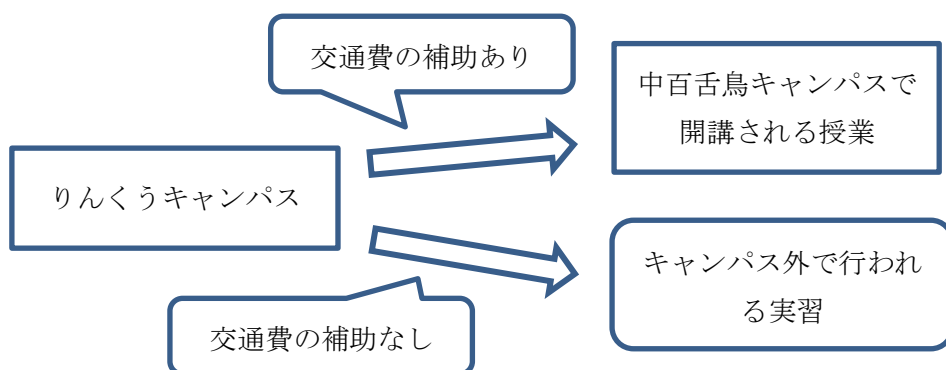 交通費の補助あり
中百舌鳥キャンパスで
開講される授業
りんくうキャンパス
キャンパス外で行われ
る実習
交通費の補助なし